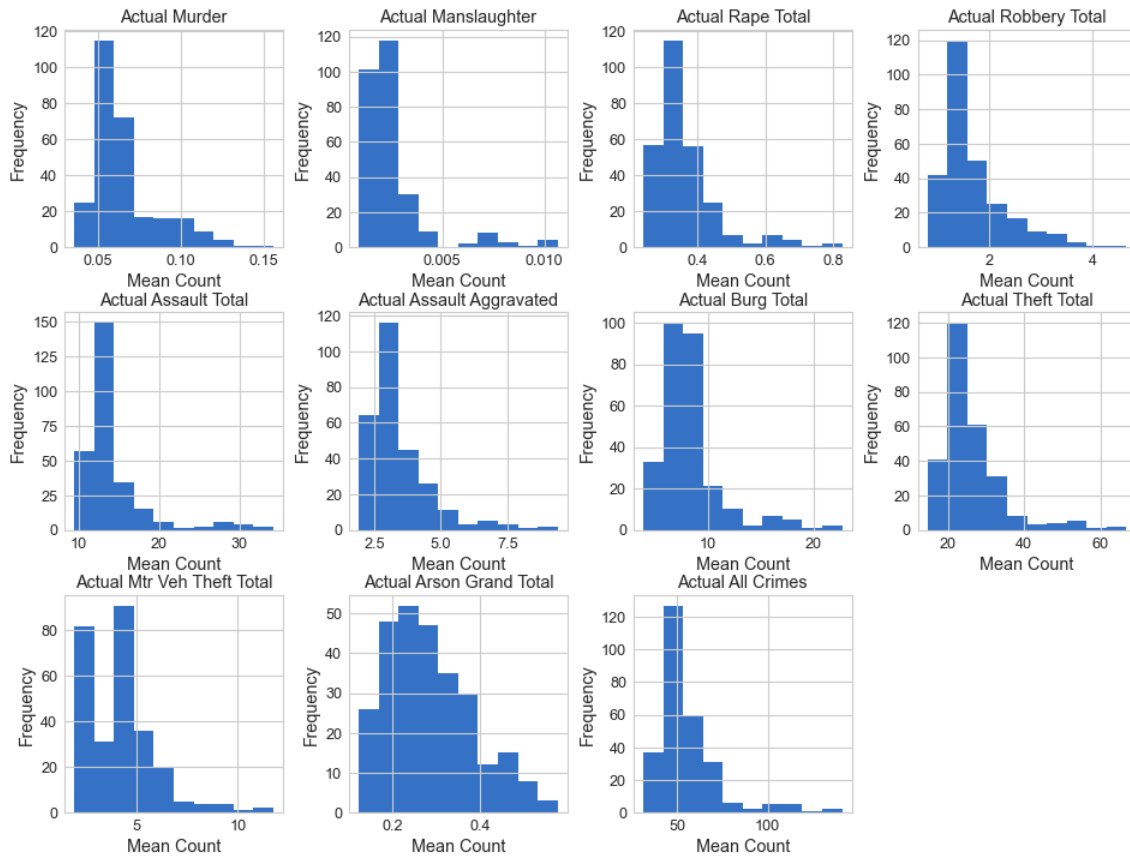 Actual Murder
Frequency
120
100
80
60
40
20
0
0.05 0.10 0.15
Mean Count
Actual Manslaughter
Frequency
120
100
80
60
40
20
0
0.005 0.010
Mean Count
Actual Rape Total
Frequency
120
100
80
60
40
20
0
0.4 0.6 0.8
Mean Count
Actual Robbery Total
Frequency
120
100
80
60
40
20
0
2 4
Mean Count
Actual Assault Total
Frequency
150
125
100
75
50
25
0
10 20 30
Mean Count
Actual Assault Aggravated
Frequency
120
100
80
60
40
20
0
2.5 5.0 7.5
Mean Count
Actual Burg Total
Frequency
100
80
60
40
20
0
10 20
Mean Count
Actual Theft Total
Frequency
120
100
80
60
40
20
0
20 40 60
Mean Count
Actual Mtr Veh Theft Total
Frequency
80
60
40
20
0
5 10
Mean Count
Actual Arson Grand Total
Frequency
50
40
30
20
10
0
0.2 0.4
Mean Count
Actual All Crimes
Frequency
120
100
80
60
40
20
0
50 100
Mean Count